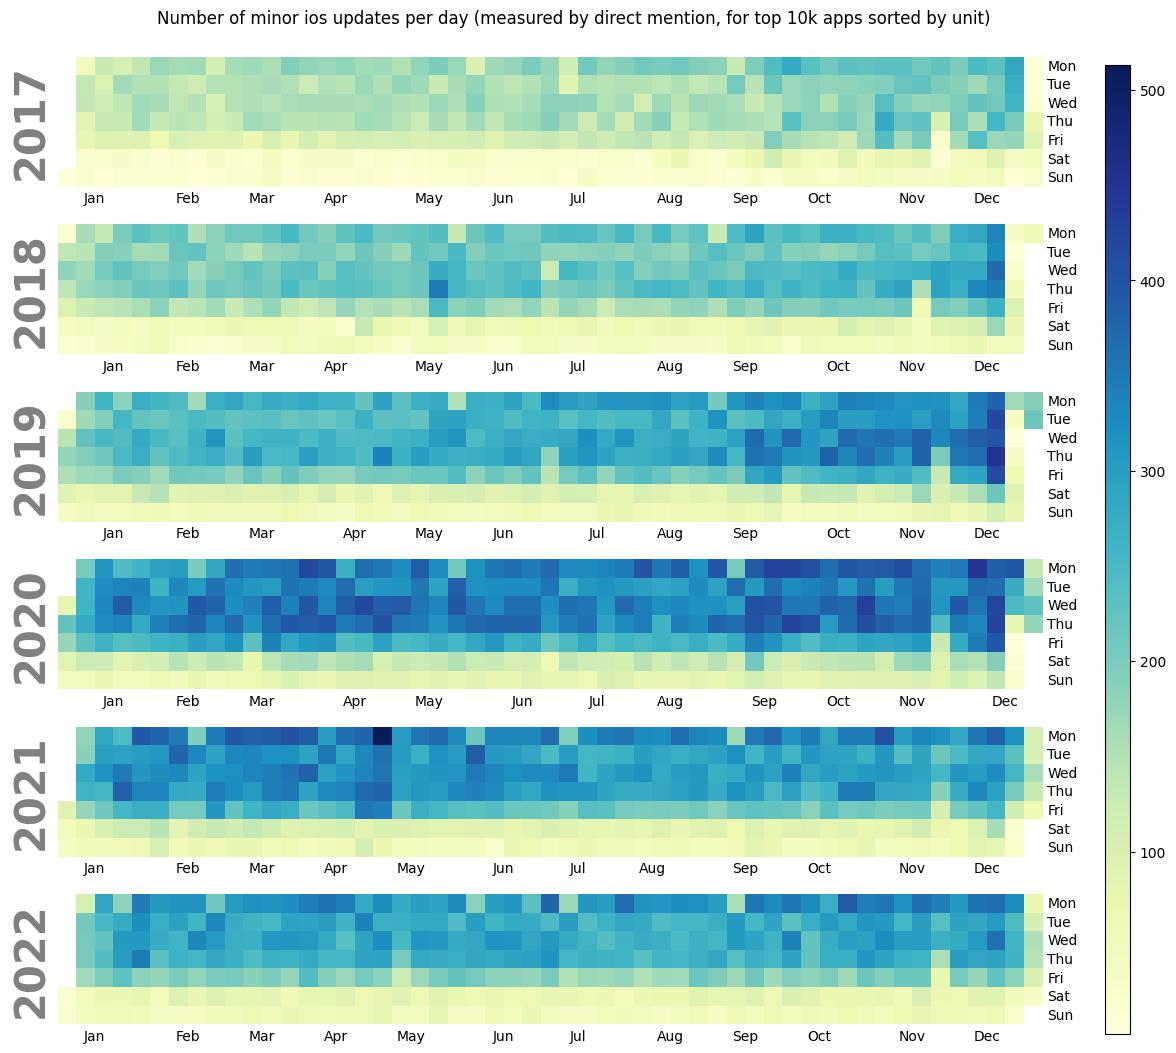 Number of minor ios updates per day (measured by direct mention, for top 10k apps sorted by unit)
2017
Mon
Tue
Wed
Thu
Fri
Sat
Sun
Jan Feb Mar Apr May Jun Jul Aug Sep Oct Nov Dec
2018
Mon
Tue
Wed
Thu
Fri
Sat
Sun
Jan Feb Mar Apr May Jun Jul Aug Sep Oct Nov Dec
2019
Mon
Tue
Wed
Thu
Fri
Sat
Sun
Jan Feb Mar Apr May Jun Jul Aug Sep Oct Nov Dec
2020
Mon
Tue
Wed
Thu
Fri
Sat
Sun
Jan Feb Mar Apr May Jun Jul Aug Sep Oct Nov Dec
2021
Mon
Tue
Wed
Thu
Fri
Sat
Sun
Jan Feb Mar Apr May Jun Jul Aug Sep Oct Nov Dec
2022
Mon
Tue
Wed
Thu
Fri
Sat
Sun
Jan Feb Mar Apr May Jun Jul Aug Sep Oct Nov Dec
500
400
300
200
100